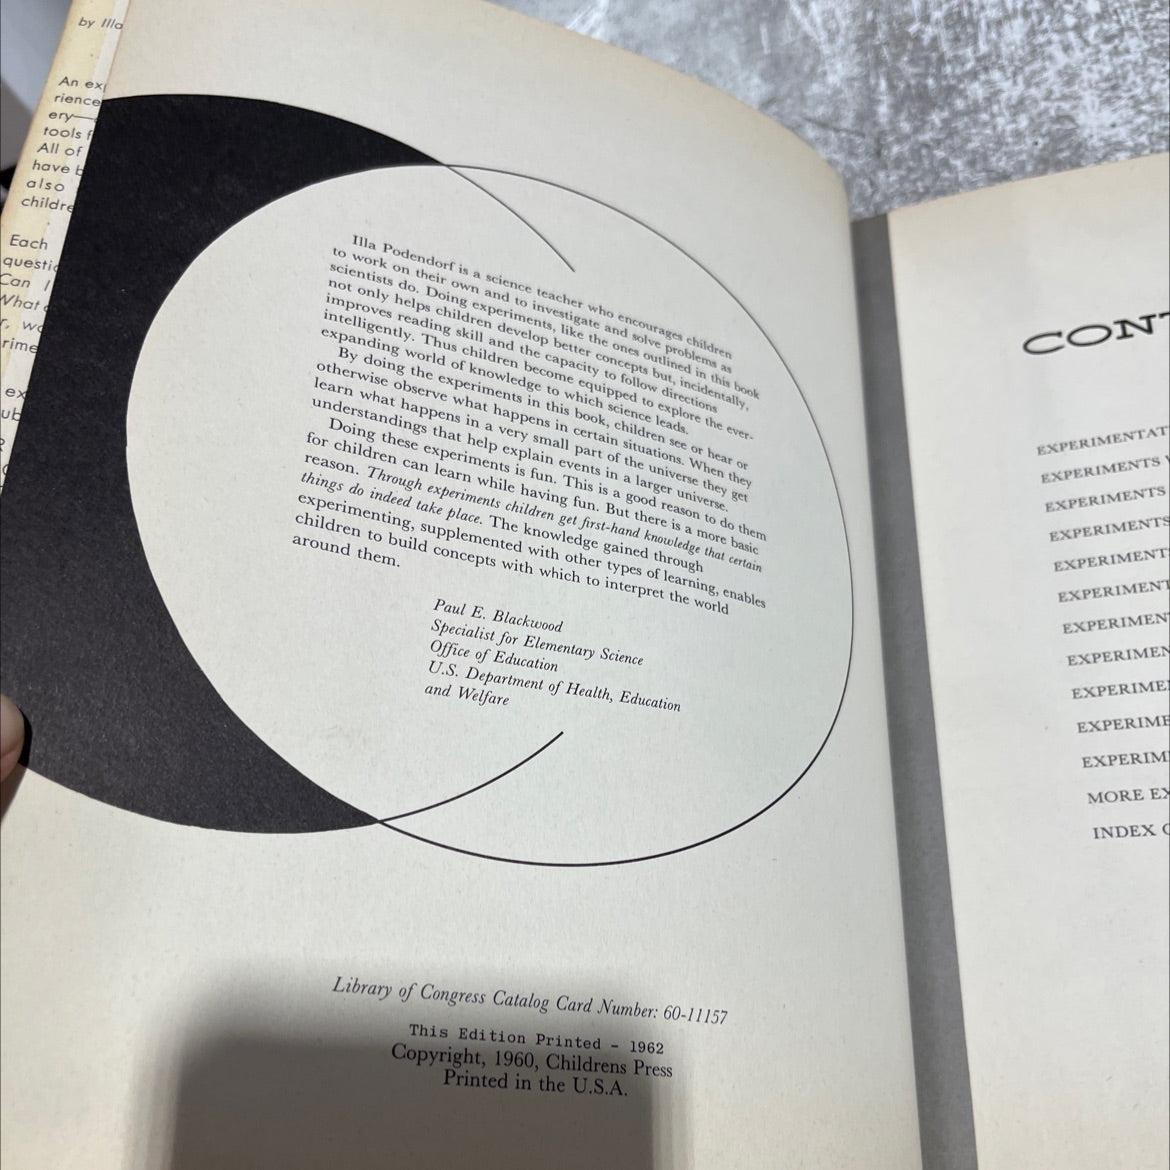 by Illa
An ex
rience
ery—
tools f
All of
have b
also
childre
Each
questio
Can I
What
r, wo
rime
ex
ub
Illa Podendorf is a science teacher who encourages children
to work on their own and to investigate and solve problems as
scientists do. Doing experiments, like the ones outlined in this book
not only helps children develop better concepts but, incidentally,
improves reading skill and the capacity to follow directions
intelligently. Thus children become equipped to explore the ever-
expanding world of knowledge to which science leads.
By doing the experiments in this book, children see or hear or
otherwise observe what happens in certain situations. When they
learn what happens in a very small part of the universe they get
understandings that help explain events in a larger universe.
Doing these experiments is fun. This is a good reason to do them
for children can learn while having fun. But there is a more basic
reason. Through experiments children get first-hand knowledge that certain
things do indeed take place. The knowledge gained through
experimenting, supplemented with other types of learning, enables
children to build concepts with which to interpret the world
around them.
Paul E. Blackwood
Specialist for Elementary Science
Office of Education
U.S. Department of Health, Education
and Welfare
Library of Congress Catalog Card Number: 60-11157
This Edition Printed - 1962
Copyright, 1960, Childrens Press
Printed in the U.S.A.
CONT
EXPERIMENTAT
EXPERIMENTS W
EXPERIMENTS
EXPERIMENTS
EXPERIMENTS
EXPERIMENT
EXPERIMENT
EXPERIMEN
EXPERIMEN
EXPERIME
EXPERIM
MORE EX
INDEX